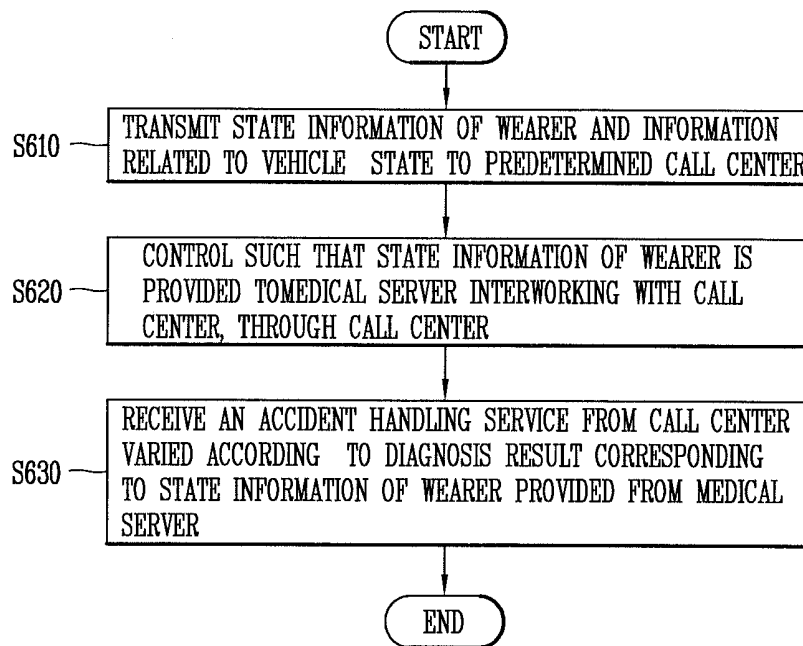 START
S610
TRANSMIT STATE INFORMATION OF WEARER AND INFORMATION
RELATED TO VEHICLE STATE TO PREDETERMINED CALL CENTER
S620
CONTROL SUCH THAT STATE INFORMATION OF WEARER IS
PROVIDED TOMEDICAL SERVER INTERWORKING WITH CALL
CENTER, THROUGH CALL CENTER
S630
RECEIVE AN ACCIDENT HANDLING SERVICE FROM CALL CENTER
VARIED ACCORDING TO DIAGNOSIS RESULT CORRESPONDING
TO STATE INFORMATION OF WEARER PROVIDED FROM MEDICAL
SERVER
END